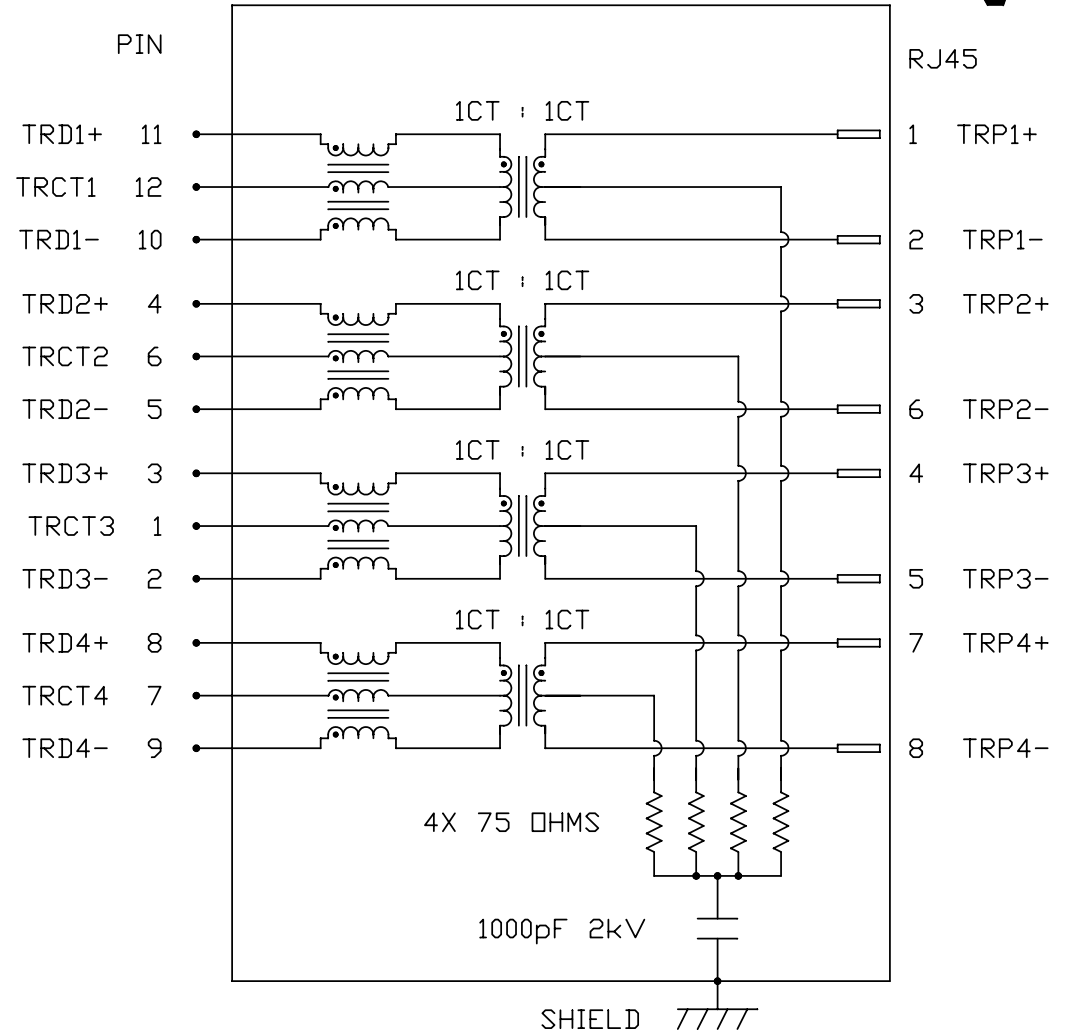 PIN
RJ45
1CT : 1CT
TRD1+ 11
1 TRP1+
TRCT1 12
TRD1- 10
2 TRP1-
1CT : 1CT
TRD2+ 4
3 TRP2+
TRCT2 6
TRD2- 5
6 TRP2-
1CT : 1CT
TRD3+ 3
4 TRP3+
TRCT3 1
TRD3- 2
5 TRP3-
1CT : 1CT
TRD4+ 8
7 TRP4+
TRCT4 7
TRD4- 9
8 TRP4-
4X 75 OHMS
1000pF 2kV
SHIELD